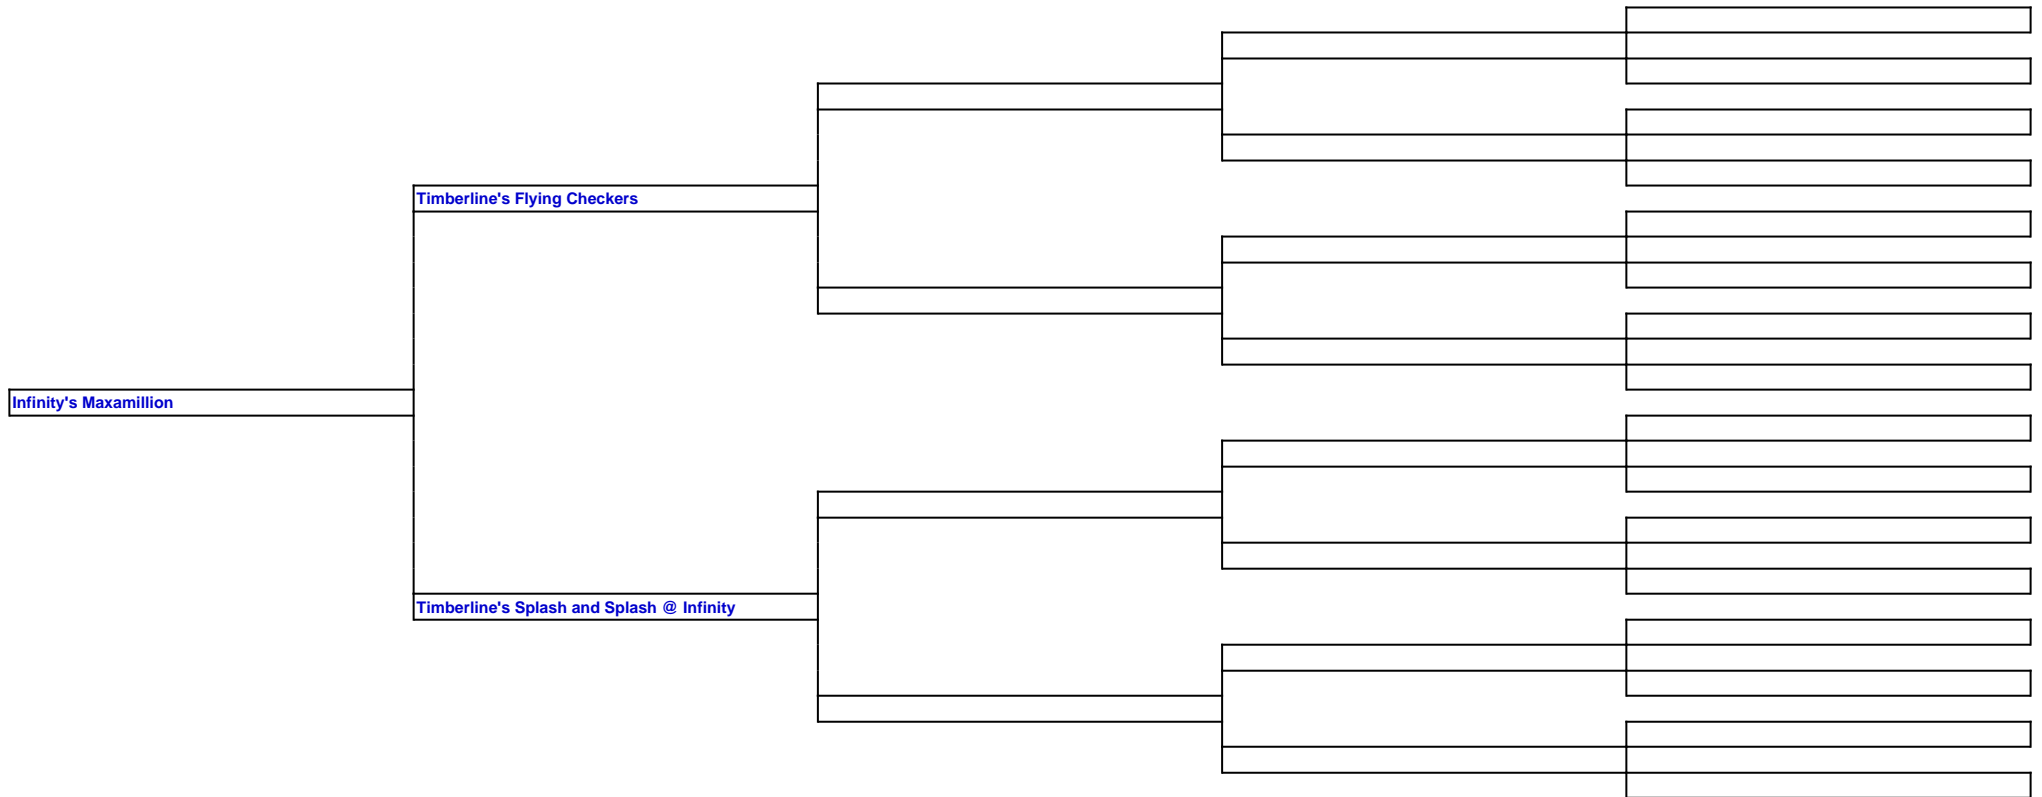 Timberline's Flying Checkers
Infinity's Maxamillion
Timberline's Splash and Splash @ Infinity